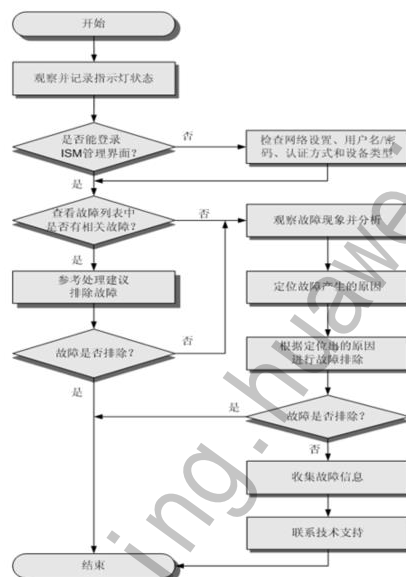 开始
观察并记录指示灯状态
是否能登录
ISM管理界面？
否
检查网络设置、用户名/密
码、认证方式和设备类型
是
查看故障列表中
是否有相关故障？
否
观察故障现象并分析
是
参考处理建议
排除故障
定位故障产生的原因
故障是否排除？
否
根据定位出的原因
进行故障排除
是
是
故障是否排除？
否
收集故障信息
联系技术支持
结束
ing.huawe